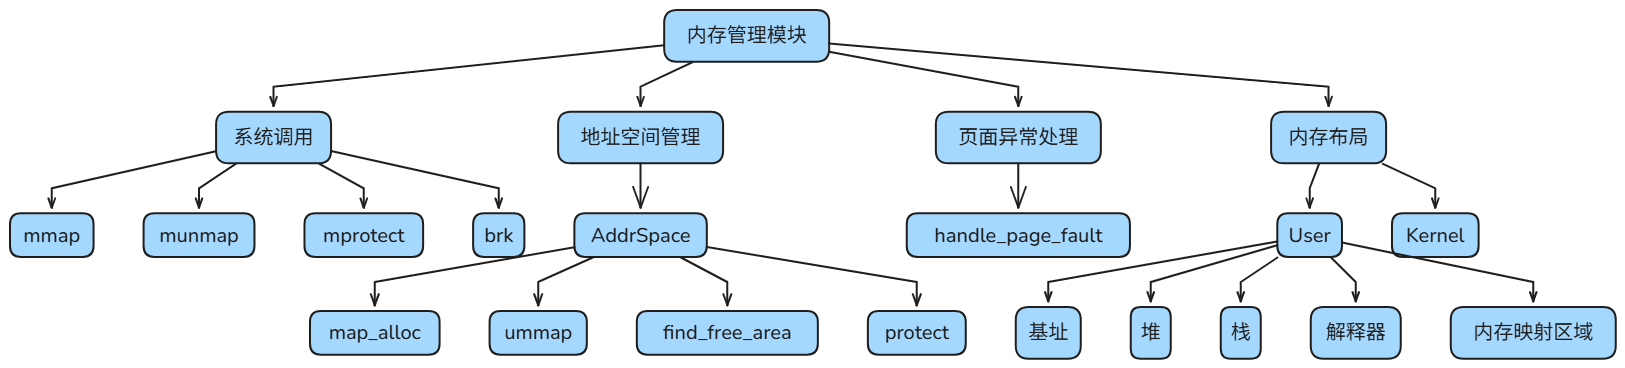 内存管理模块
系统调用
地址空间管理
页面异常处理
内存布局
mmap
munmap
mprotect
brk
AddrSpace
handle_page_fault
User
Kernel
map_alloc
ummap
find_free_area
protect
基址
堆
栈
解释器
内存映射区域